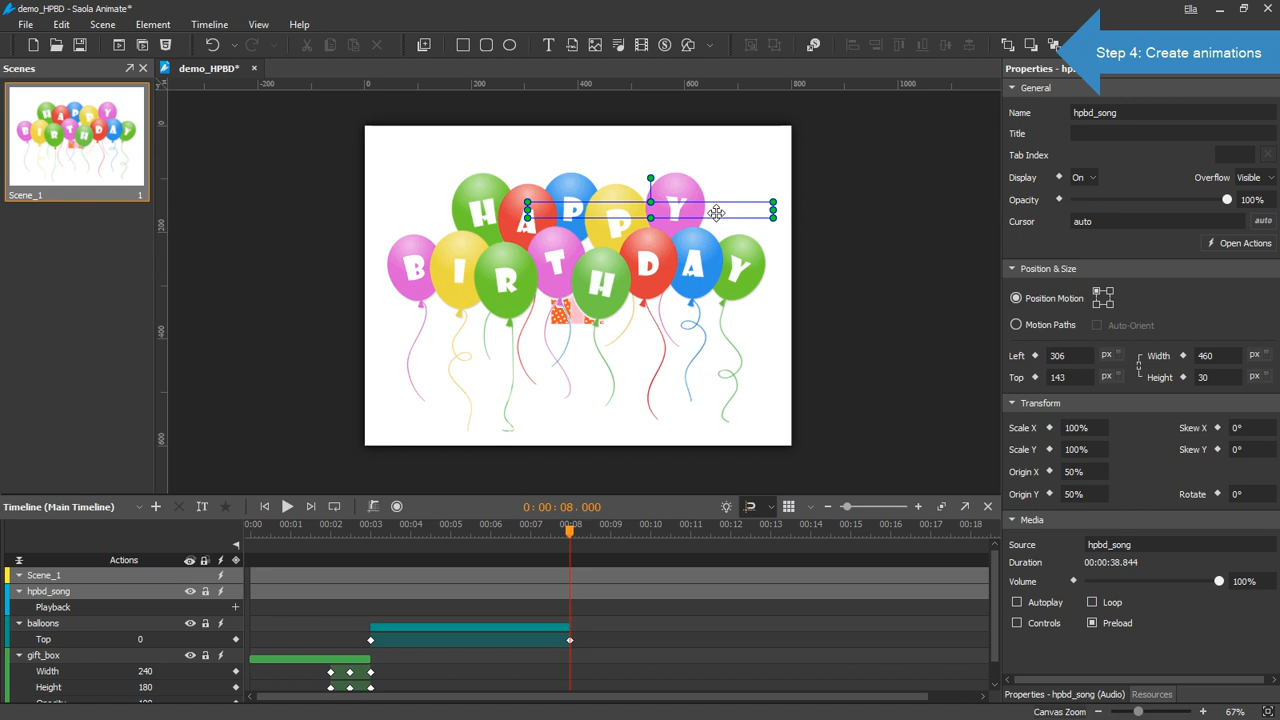 demo_HPBD* - Saola Animate*
Ella
File Edit Scene Element Timeline View Help
Step 4: Create animations
Scenes
demo_HPBD*
Properties - hp
-200 0 200 400 600 800 1000
0
200
400
600
Scene_1 1
H A P P Y
B I R T H D A Y
General
Name hpbd_song
Title
Tab Index
Display On Overflow Visible
Opacity 100%
Cursor auto auto
Open Actions
Position & Size
Position Motion
Motion Paths Auto-Orient
Left 306 px Width 460 px
Top 143 px Height 30 px
Transform
Scale X 100% Skew X 0°
Scale Y 100% Skew Y 0°
Origin X 50%
Origin Y 50% Rotate 0°
Media
Source hpbd_song
Duration 00:00:38.844
Volume 100%
Autoplay Loop
Controls Preload
Properties - hpbd_song (Audio) Resources
Timeline (Main Timeline)
0:00:08.000
0:00 00:01 00:02 00:03 00:04 00:05 00:06 00:07 00:08 00:09 00:10 00:11 00:12 00:13 00:14 00:15 00:16 00:17 00:18
Actions
Scene_1
hpbd_song
Playback
balloons
Top 0
gift_box
Width 240
Height 180
Canvas Zoom 67%